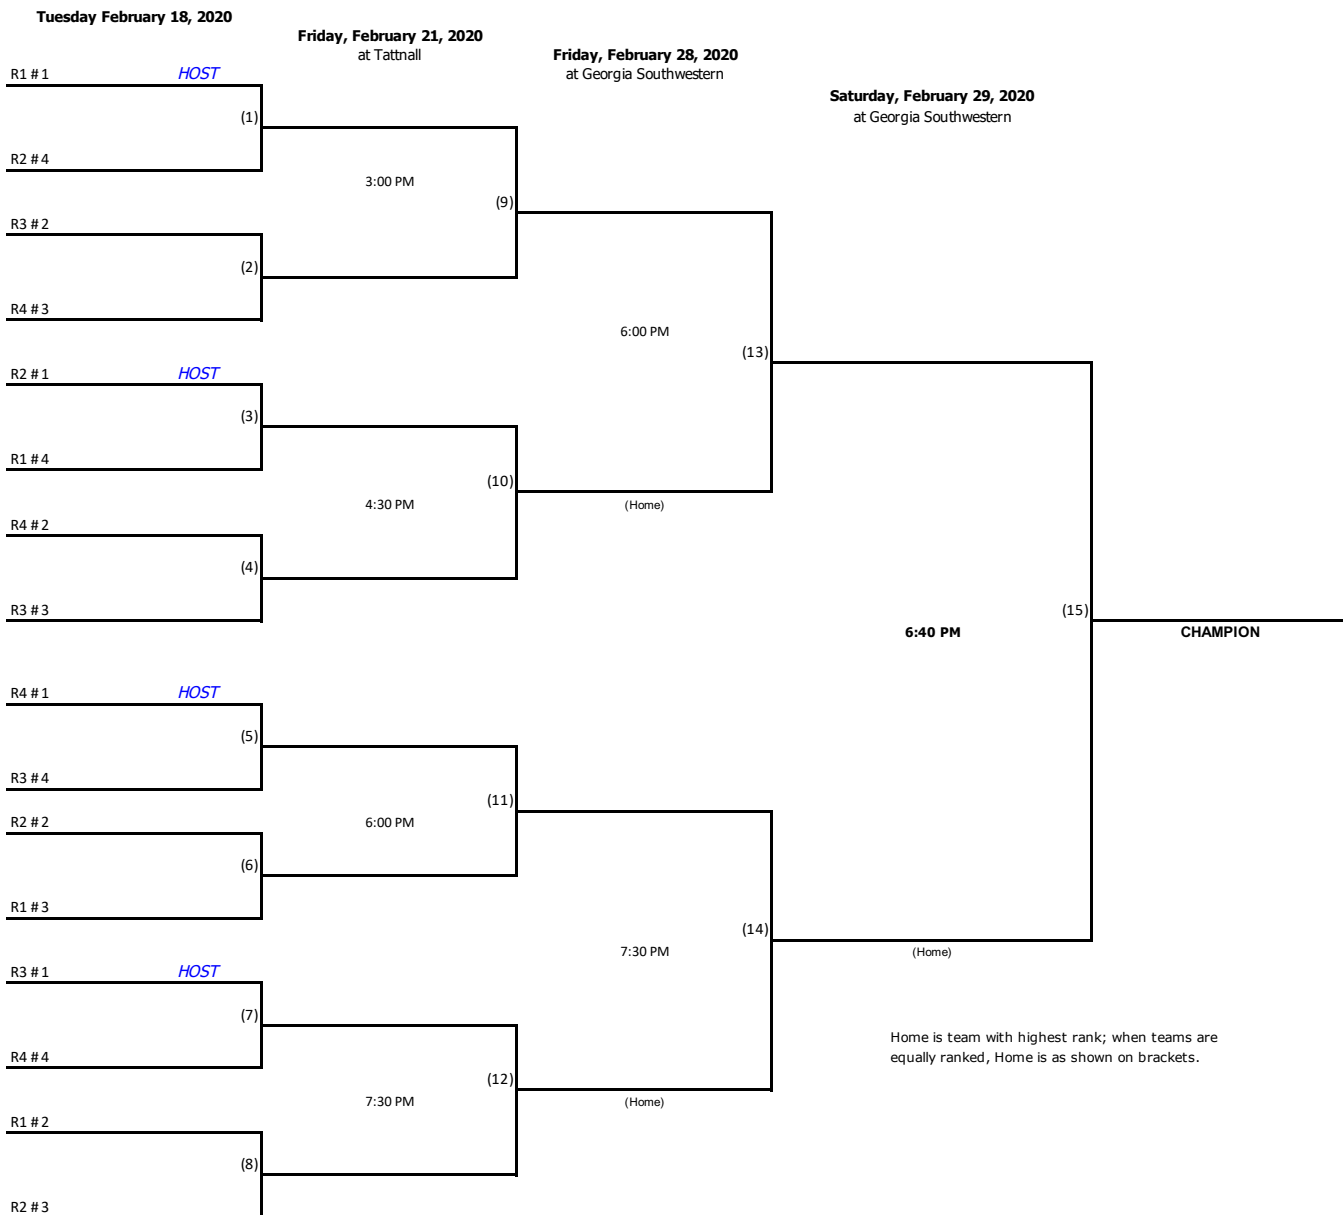 Tuesday February 18, 2020
Friday, February 21, 2020
at Tattnall
Friday, February 28, 2020
at Georgia Southwestern
Saturday, February 29, 2020
at Georgia Southwestern
R1 #1 HOST
(1)
R2 #4
3:00 PM
(9)
R3 #2
(2)
R4 #3
6:00 PM
(13)
R2 #1 HOST
(3)
R1 #4
(10)
4:30 PM
(Home)
R4 #2
(4)
R3 #3
(15)
6:40 PM
CHAMPION
R4 #1 HOST
(5)
R3 #4
(11)
R2 #2
6:00 PM
(6)
R1 #3
(14)
7:30 PM
(Home)
R3 #1 HOST
(7)
R4 #4
Home is team with highest rank; when teams are
equally ranked, Home is as shown on brackets.
(12)
7:30 PM
(Home)
R1 #2
(8)
R2 #3